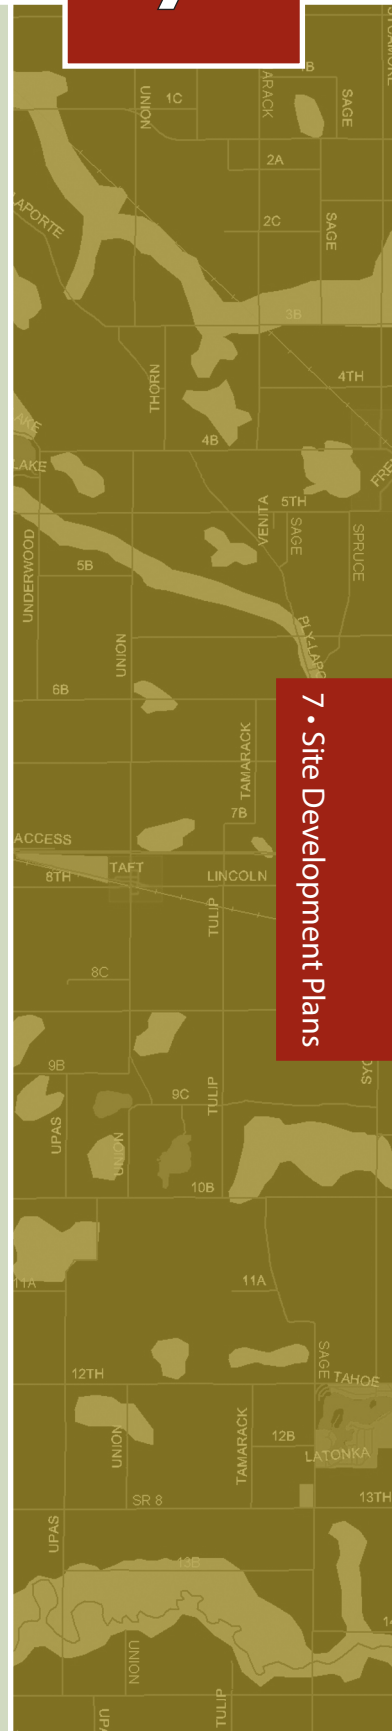 1C
UNION
SAGE
2A
LAPORTE
2C
SAGE
3B
THORN
4TH
4B
LAKE
5TH
VENITA
SAGE
SPRUCE
UNDERWOOD
5B
UNION
6B
7 • Site Development Plans
TAMARACK
7B
ACCESS
TAFT
8TH
LINCOLN
TULIP
8C
9B
9C
TULIP
UPAS
UNION
10B
11A
11A
SAGE
12TH
TAHOE
UNION
TAMARACK
12B
LATONKA
SR 8
13TH
UPAS
13B
UNION
TULIP